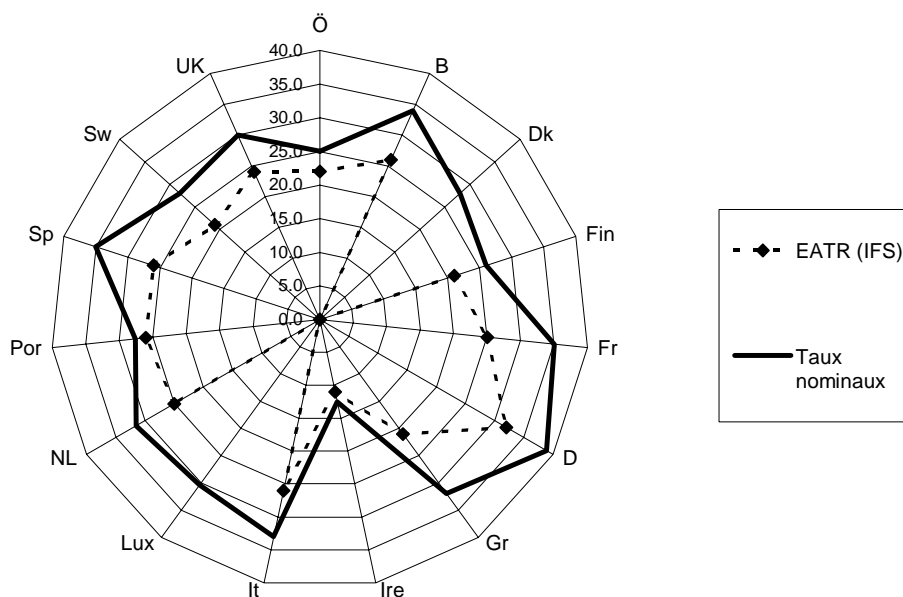 Ö
40.0
35.0
30.0
25.0
20.0
15.0
10.0
5.0
0.0
B
Dk
Fin
Fr
D
Gr
Ire
It
Lux
NL
Por
Sp
Sw
UK
EATR (IFS)
Taux
nominaux